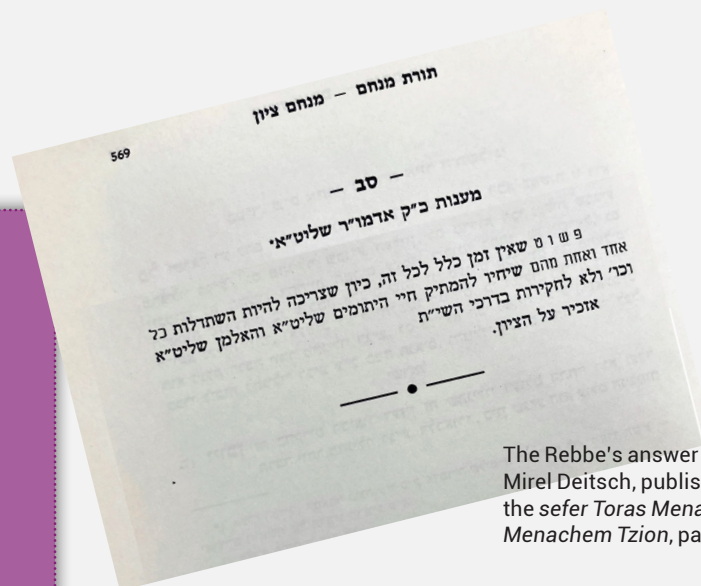 תורת מנחם — מנחם ציון
569
— סב —
מענות כ"ק אדמו"ר שליט"א*
פשוט שאין זמן כלל לכל זה, כיון שצריכה להיות השתדלות כל
אחד ואחת מהם שיחיו להמתיק חיי היתומים שליט"א והאלמן שליט"א
וכו' ולא לחקירות בדרכי השי"ת
אזכיר על הציון.
The Rebbe's answer
Mirel Deitsch, publis
the sefer Toras Mena
Menachem Tzion, pa